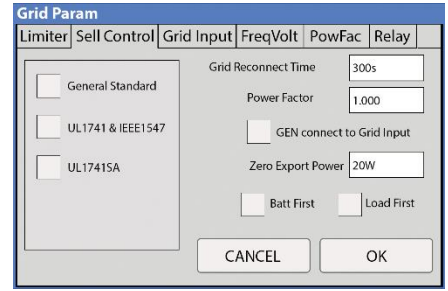 Grid Param
Limiter Sell Control Grid Input FreqVolt PowFac Relay
General Standard
UL1741 & IEEE1547
UL1741SA
Grid Reconnect Time 300s
Power Factor 1.000
GEN connect to Grid Input
Zero Export Power 20W
Batt First Load First
CANCEL OK